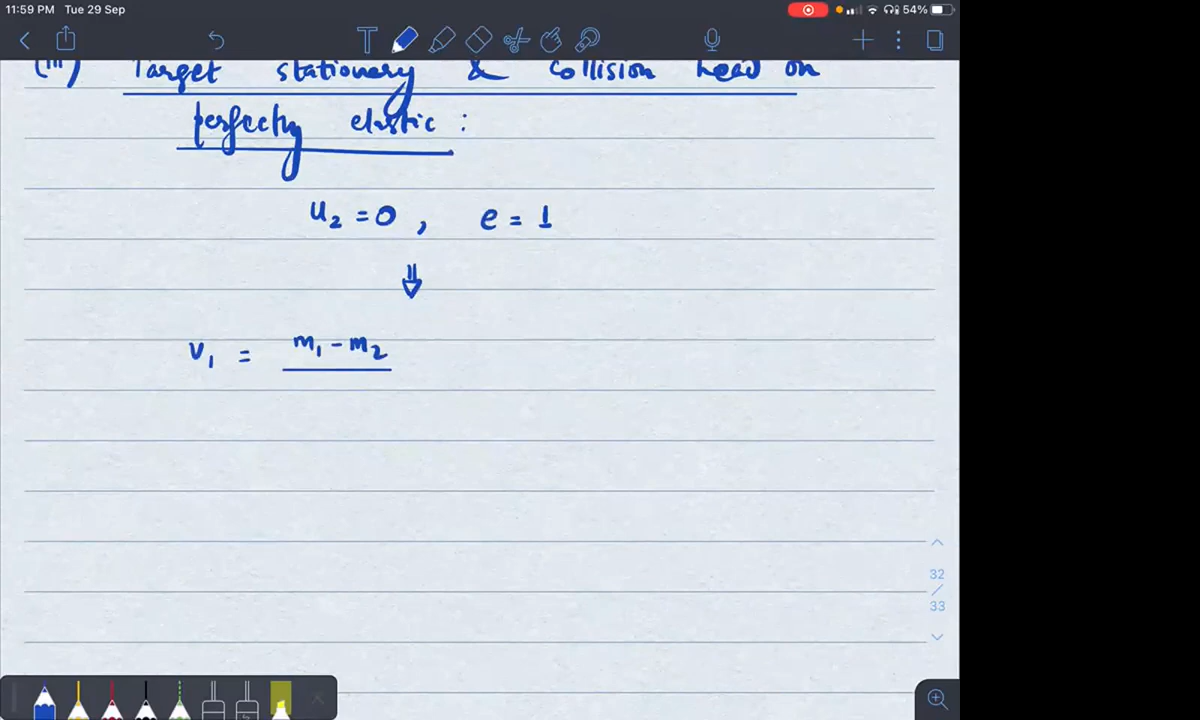 11:59 PM Tue 29 Sep 54%
(iii) Target stationery & Collision head on
perfectly elastic :
u₂ = 0 , e = 1
⇓
v₁ = m₁ - m₂
32
/
33